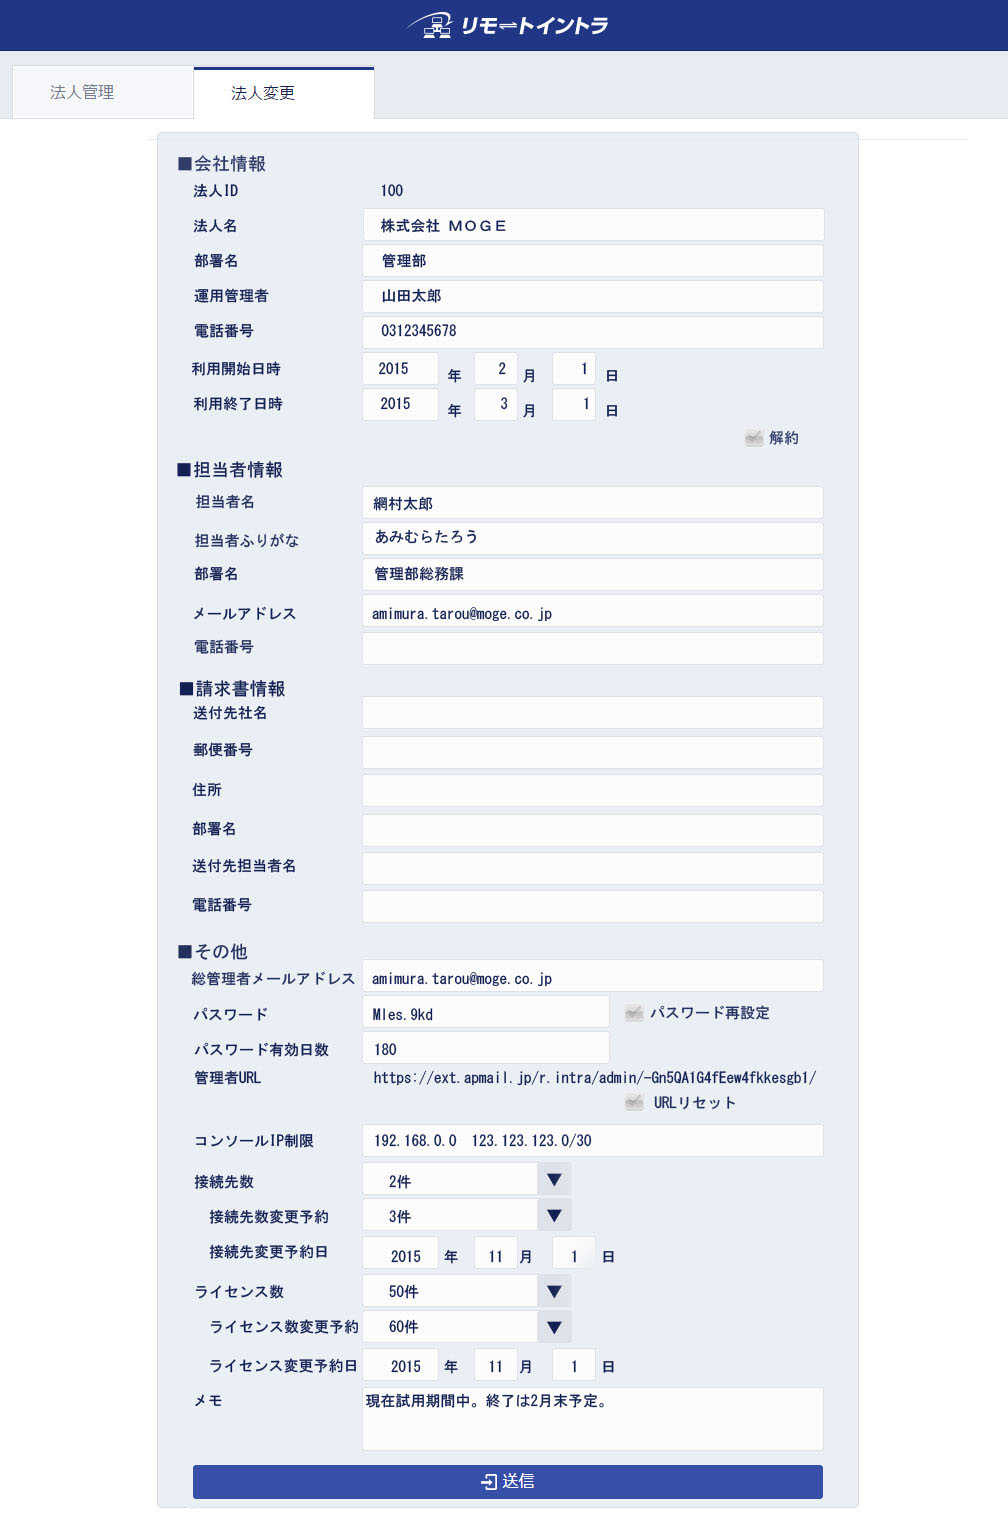 リモートイントラ
法人管理 法人変更
■会社情報
法人ID 100
法人名 株式会社 ＭＯＧＥ
部署名 管理部
運用管理者 山田太郎
電話番号 0312345678
利用開始日時 2015 年 2 月 1 日
利用終了日時 2015 年 3 月 1 日
解約
■担当者情報
担当者名 網村太郎
担当者ふりがな あみむらたろう
部署名 管理部総務課
メールアドレス amimura.tarou@moge.co.jp
電話番号
■請求書情報
送付先社名
郵便番号
住所
部署名
送付先担当者名
電話番号
■その他
総管理者メールアドレス amimura.tarou@moge.co.jp
パスワード Mles.9kd パスワード再設定
パスワード有効日数 180
管理者URL https://ext.apmail.jp/r.intra/admin/-Gn5QA1G4fEew4fkkesgb1/
URLリセット
コンソールIP制限 192.168.0.0 123.123.123.0/30
接続先数 2件 ▼
接続先数変更予約 3件 ▼
接続先変更予約日 2015 年 11 月 1 日
ライセンス数 50件 ▼
ライセンス数変更予約 60件 ▼
ライセンス変更予約日 2015 年 11 月 1 日
メモ 現在試用期間中。終了は2月末予定。
送信